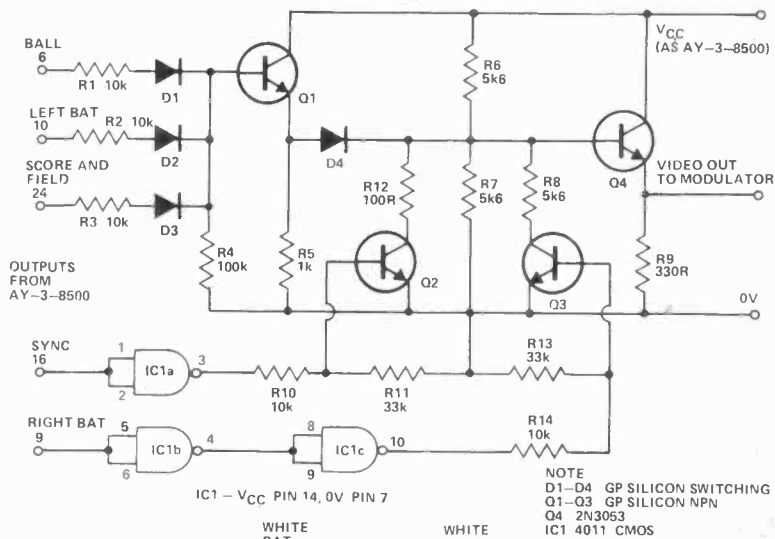 BALL
6
R1 10k
D1
Q1
LEFT BAT
10
R2 10k
D2
SCORE AND
FIELD
24
R3 10k
D3
OUTPUTS
FROM
AY-3-8500
R4
100k
R5
1k
D4
R6
5k6
R12
100R
R7
5k6
R8
5k6
Q2
Q3
Q4
VCC
(AS AY-3-8500)
VIDEO OUT
TO MODULATOR
R9
330R
0V
SYNC
16
1
2
IC1a
3
R10
10k
R11
33k
R13
33k
RIGHT BAT
9
5
6
IC1b
4
8
9
IC1c
10
R14
10k
IC1 – VCC PIN 14, 0V PIN 7
NOTE
D1–D4 GP SILICON SWITCHING
Q1–Q3 GP SILICON NPN
Q4 2N3053
IC1 4011 CMOS
WHITE
BAT
WHITE